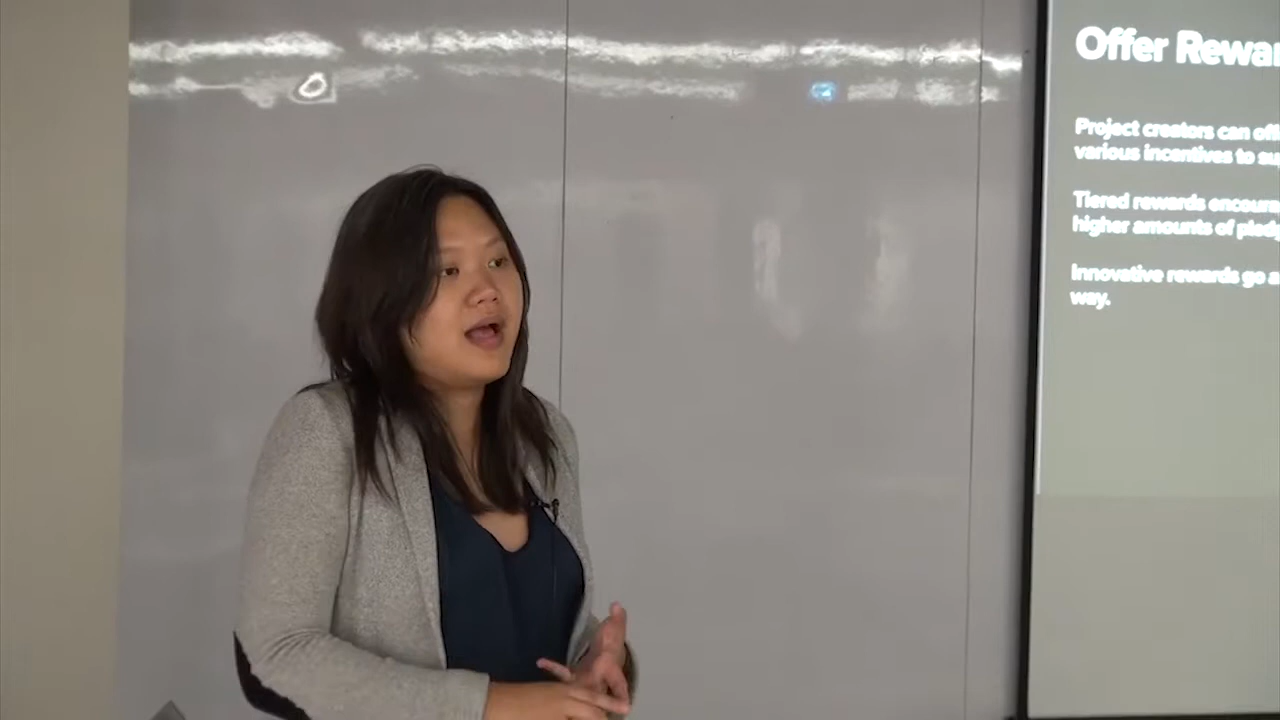 Offer Rewar
Project creators can off
various incentives to su
Tiered rewards encoura
higher amounts of pled
Innovative rewards go a
way.